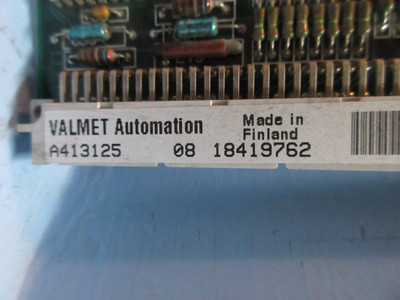 VALMET Automation Made in
Finland
A413125 08 18419762